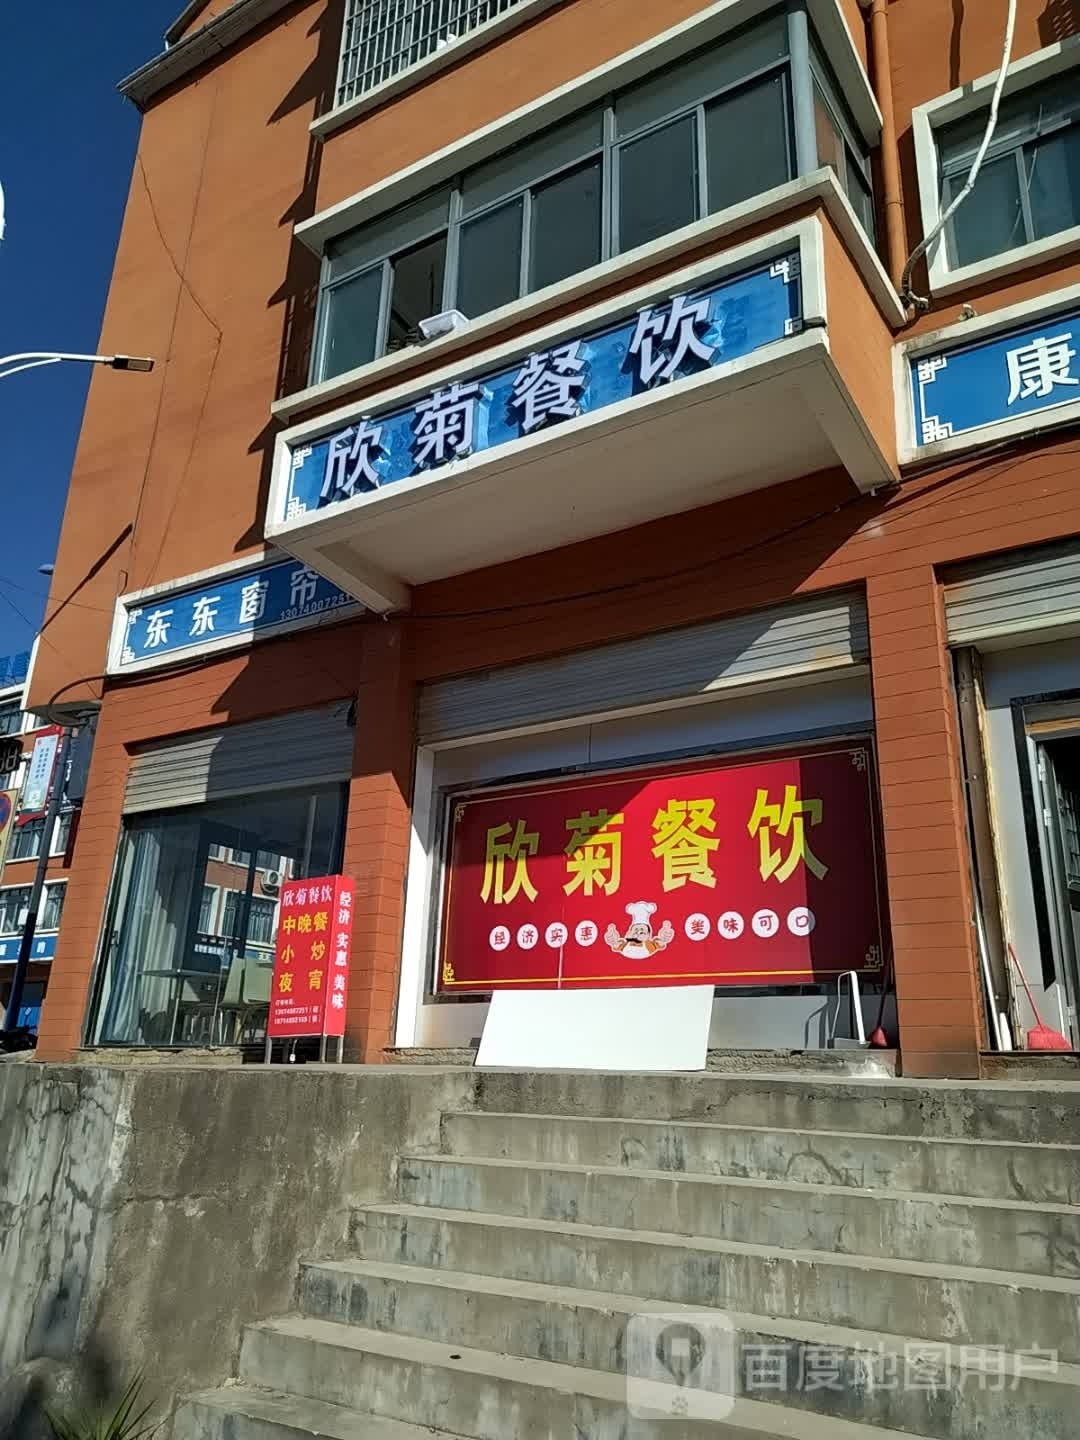 欣菊餐饮
康
东东窗帘
欣菊餐饮
经济实惠 美味可口
欣菊餐饮
中晚餐
小炒
夜宵
经济 实惠 美味
百度地图用户